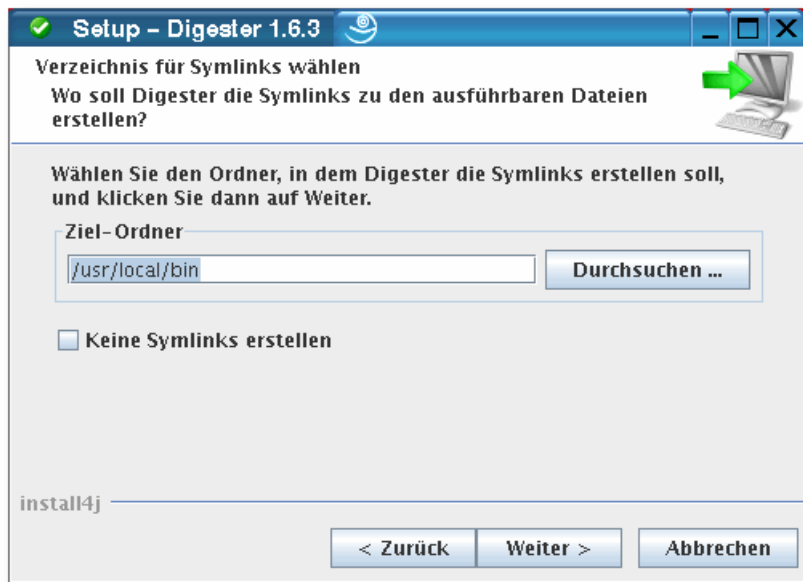 Setup – Digester 1.6.3
Verzeichnis für Symlinks wählen
Wo soll Digester die Symlinks zu den ausführbaren Dateien
erstellen?
Wählen Sie den Ordner, in dem Digester die Symlinks erstellen soll,
und klicken Sie dann auf Weiter.
Ziel-Ordner
/usr/local/bin
Durchsuchen ...
Keine Symlinks erstellen
install4j
< Zurück
Weiter >
Abbrechen